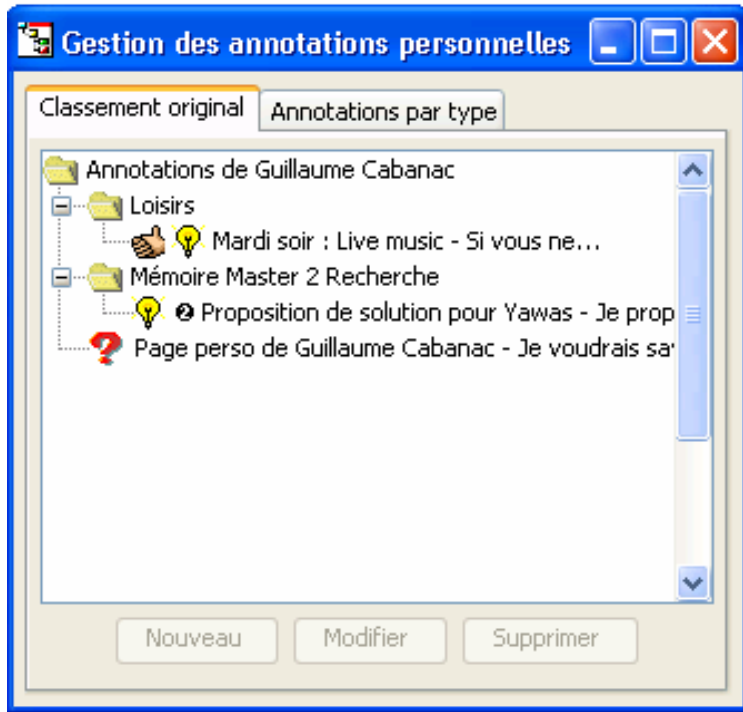 Gestion des annotations personnelles
Classement original Annotations par type
Annotations de Guillaume Cabanac
Loisirs
Mardi soir : Live music - Si vous ne...
Mémoire Master 2 Recherche
❷ Proposition de solution pour Yawas - Je prop
Page perso de Guillaume Cabanac - Je voudrais sa
Nouveau Modifier Supprimer